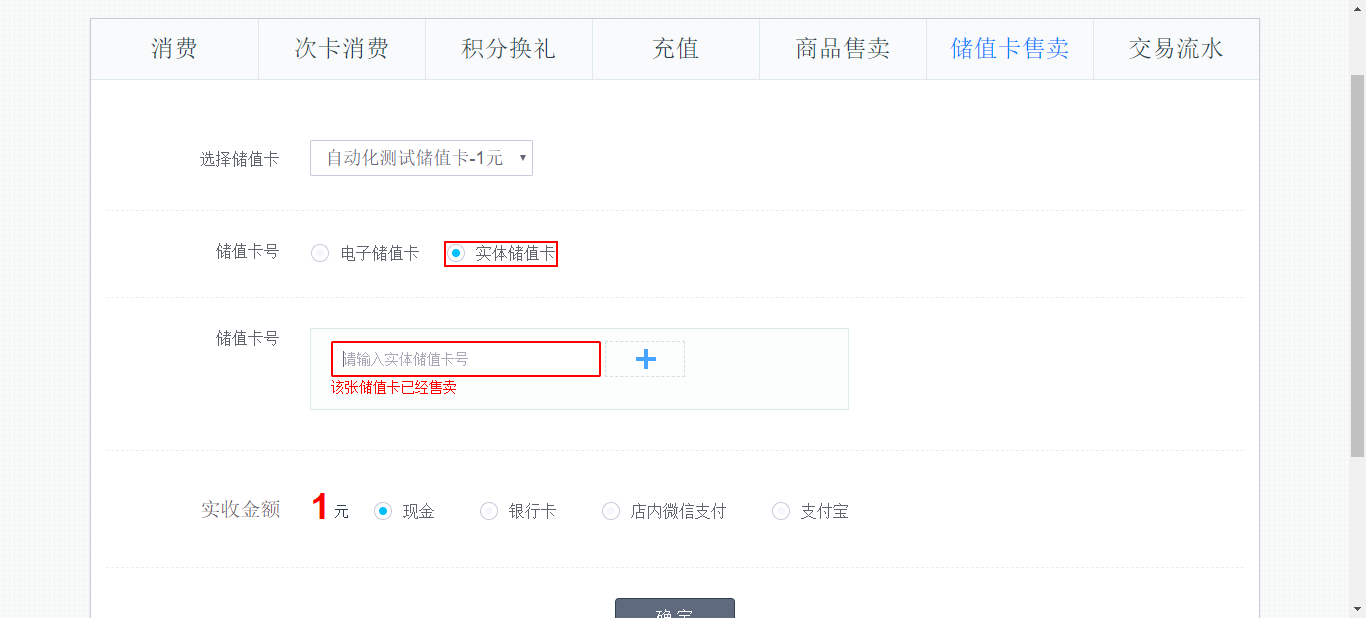 消费 次卡消费 积分换礼 充值 商品售卖 储值卡售卖 交易流水
选择储值卡 自动化测试储值卡-1元
储值卡号 电子储值卡 实体储值卡
储值卡号 请输入实体储值卡号
该张储值卡已经售卖
实收金额 1 元 现金 银行卡 店内微信支付 支付宝
确 定